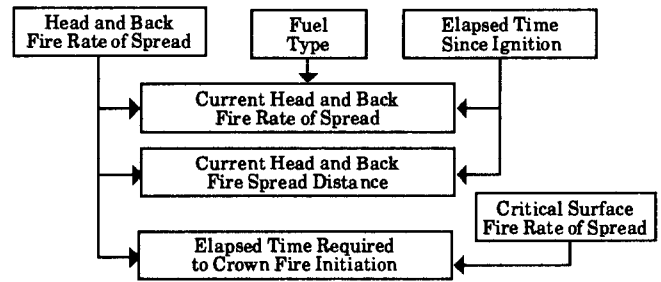 Head and Back
Fire Rate of Spread
Fuel
Type
Elapsed Time
Since Ignition
Current Head and Back
Fire Rate of Spread
Current Head and Back
Fire Spread Distance
Critical Surface
Fire Rate of Spread
Elapsed Time Required
to Crown Fire Initiation